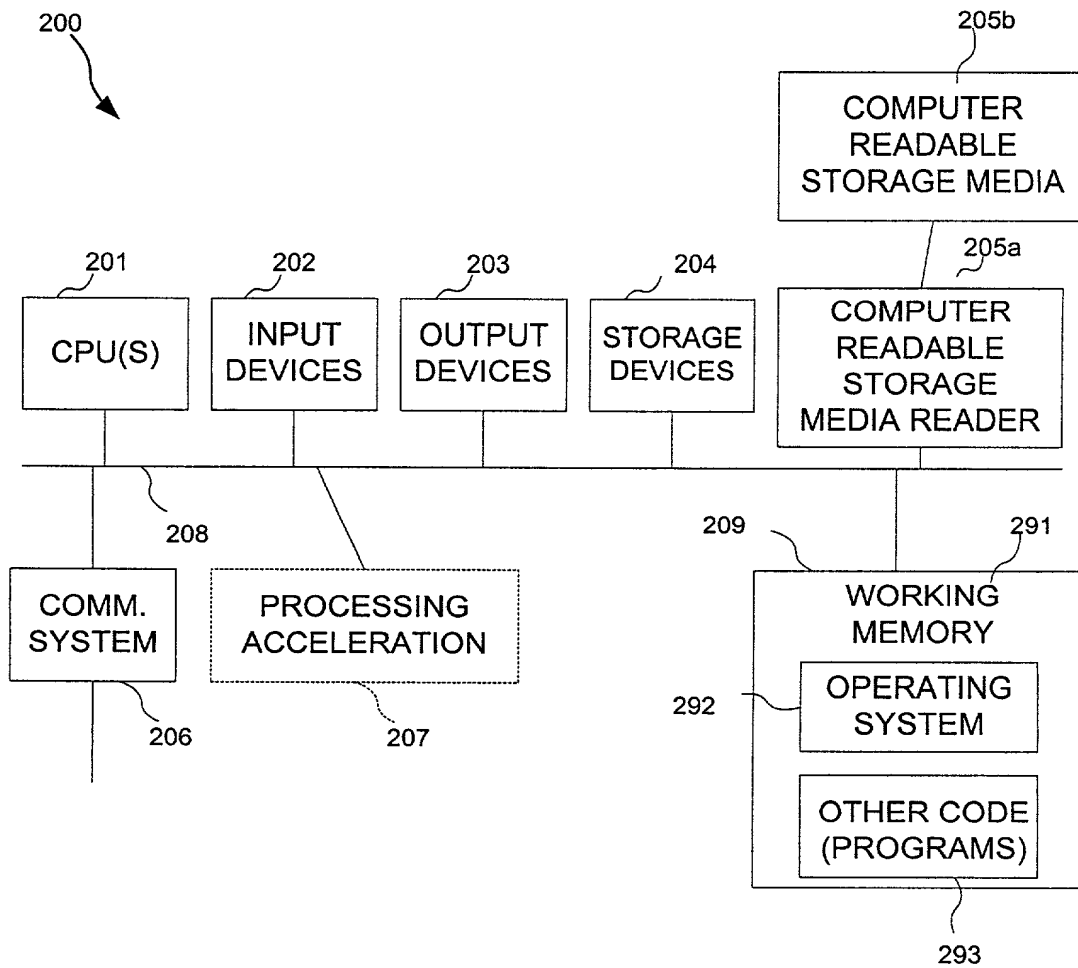 200
205b
COMPUTER
READABLE
STORAGE MEDIA
201
202
203
204
205a
CPU(S)
INPUT
DEVICES
OUTPUT
DEVICES
STORAGE
DEVICES
COMPUTER
READABLE
STORAGE
MEDIA READER
208
209
291
COMM.
SYSTEM
PROCESSING
ACCELERATION
WORKING
MEMORY
206
207
292
OPERATING
SYSTEM
OTHER CODE
(PROGRAMS)
293